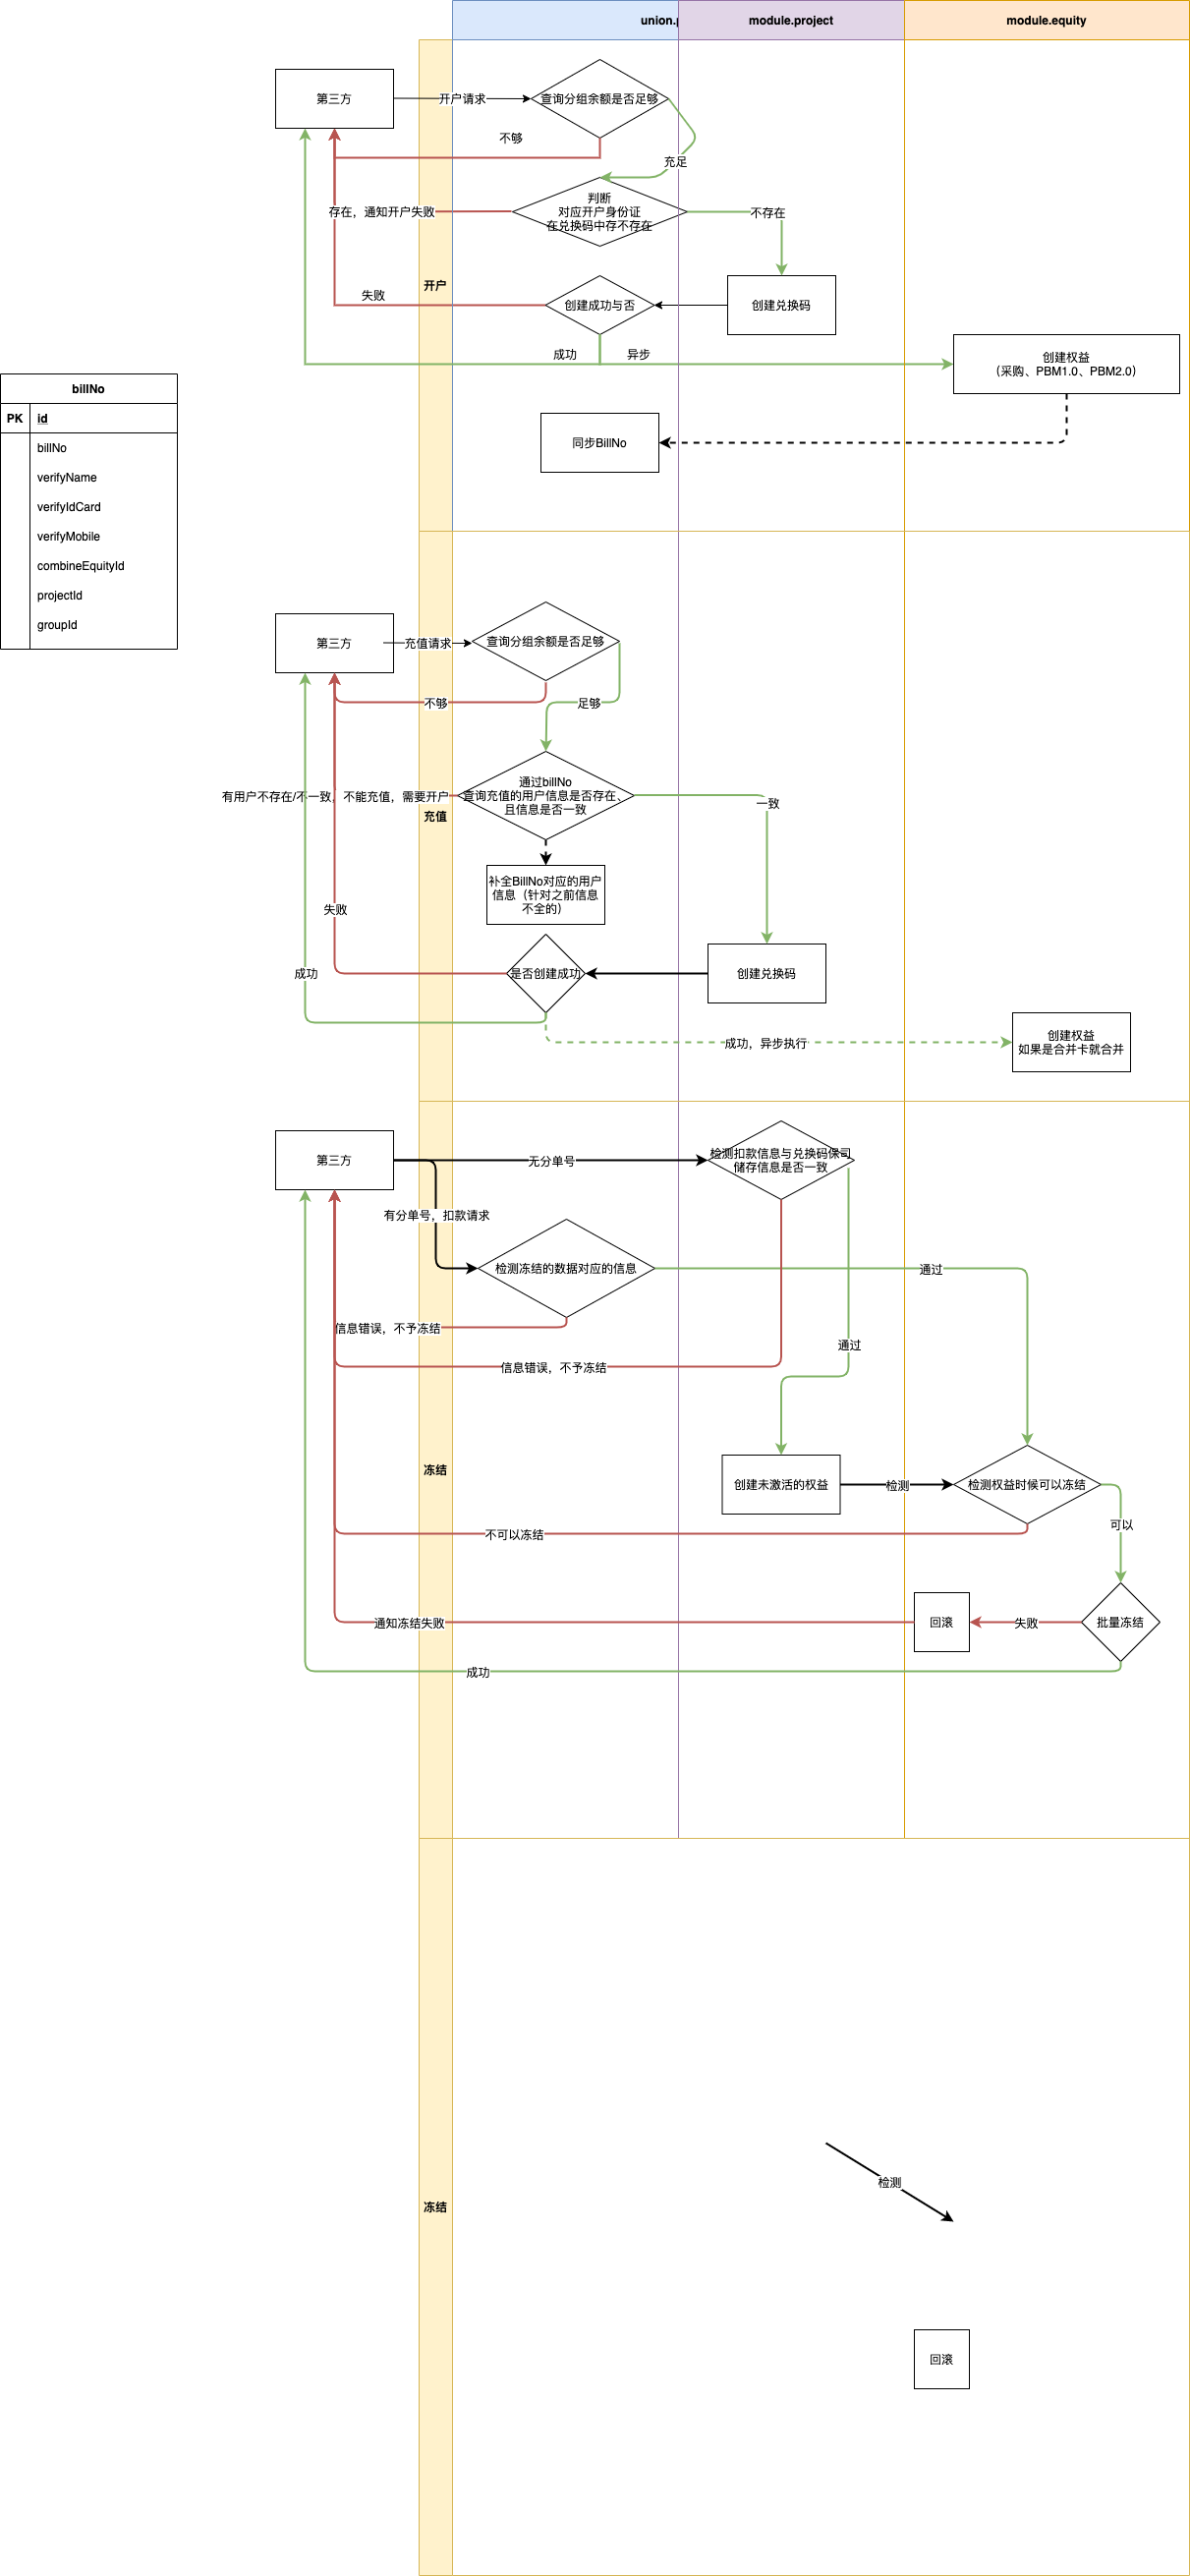 union.p
module.project
module.equity
第三方
开户请求
查询分组余额是否足够
不够
充足
判断
对应开户身份证
在兑换码中存不存在
存在，通知开户失败
不存在
开户
失败
创建成功与否
创建兑换码
成功
异步
创建权益
（采购、PBM1.0、PBM2.0）
同步BillNo
billNo
PK
id
billNo
verifyName
verifyIdCard
verifyMobile
combineEquityId
projectId
groupId
第三方
充值请求
查询分组余额是否足够
不够
足够
通过billNo
查询充值的用户信息是否存在、
且信息是否一致
有用户不存在/不一致，不能充值，需要开户
一致
充值
补全BillNo对应的用户
信息（针对之前信息
不全的）
失败
成功
是否创建成功
创建兑换码
成功，异步执行
创建权益
如果是合并卡就合并
第三方
无分单号
检测扣款信息与兑换码保司
储存信息是否一致
有分单号，扣款请求
检测冻结的数据对应的信息
通过
信息错误，不予冻结
通过
信息错误，不予冻结
冻结
创建未激活的权益
检测
检测权益时候可以冻结
不可以冻结
可以
通知冻结失败
回滚
失败
批量冻结
成功
检测
冻结
回滚